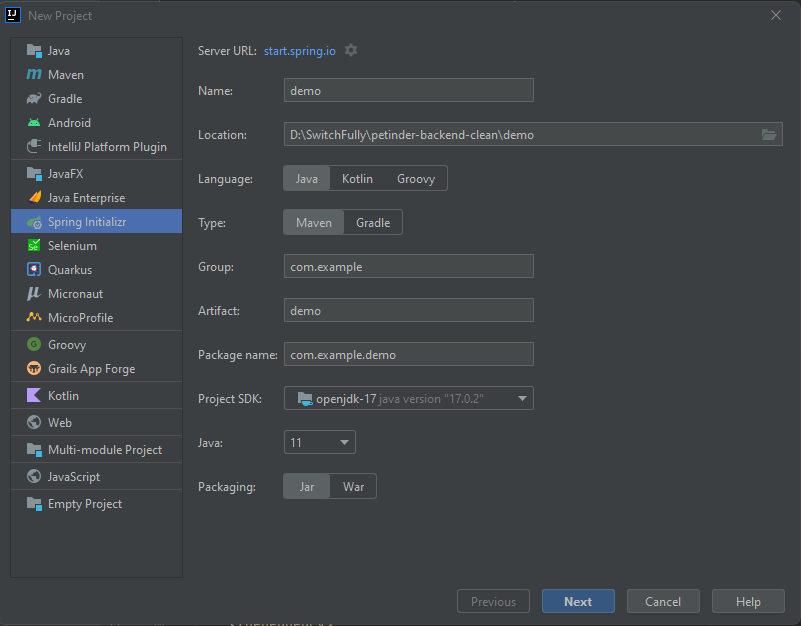 New Project
Java
Maven
Gradle
Android
IntelliJ Platform Plugin
JavaFX
Java Enterprise
Spring Initializr
Selenium
Quarkus
Micronaut
MicroProfile
Groovy
Grails App Forge
Kotlin
Web
Multi-module Project
JavaScript
Empty Project
Server URL: start.spring.io
Name: demo
Location: D:\SwitchFully\petinder-backend-clean\demo
Language: Java Kotlin Groovy
Type: Maven Gradle
Group: com.example
Artifact: demo
Package name: com.example.demo
Project SDK: openjdk-17 java version "17.0.2"
Java: 11
Packaging: Jar War
Previous Next Cancel Help